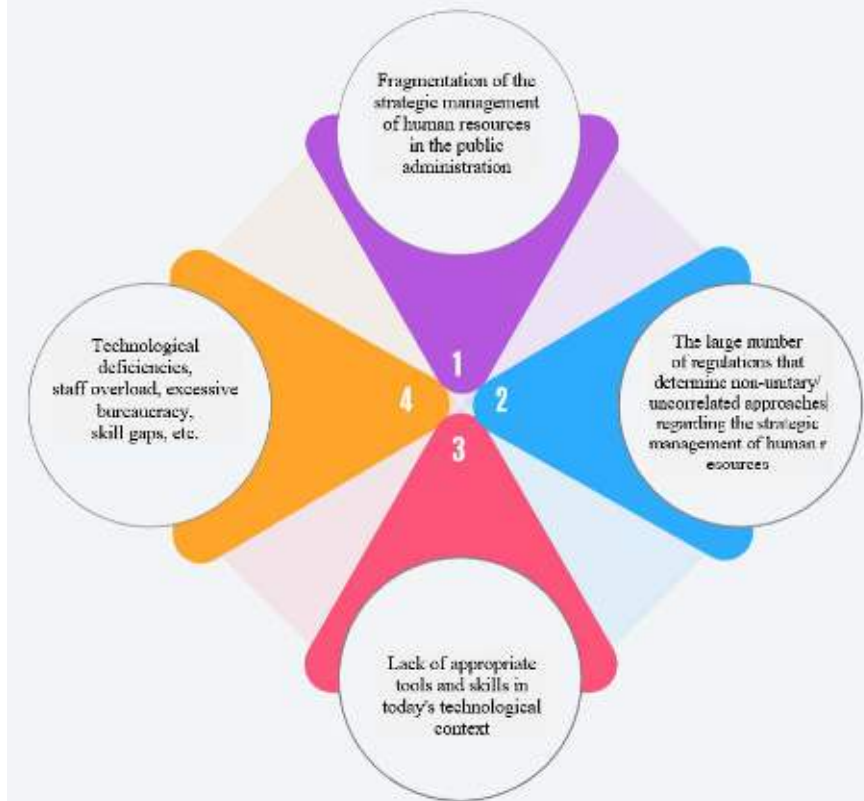 Fragmentation of the
strategic management
of human resources
in the public
administration
1
The large number
of regulations that
determine non-unitary/
uncorrelated approaches
regarding the strategic
management of human r
esources
2
Lack of appropriate
tools and skills in
today's technological
context
3
Technological
deficiencies,
staff overload, excessive
bureaucracy,
skill gaps, etc.
4